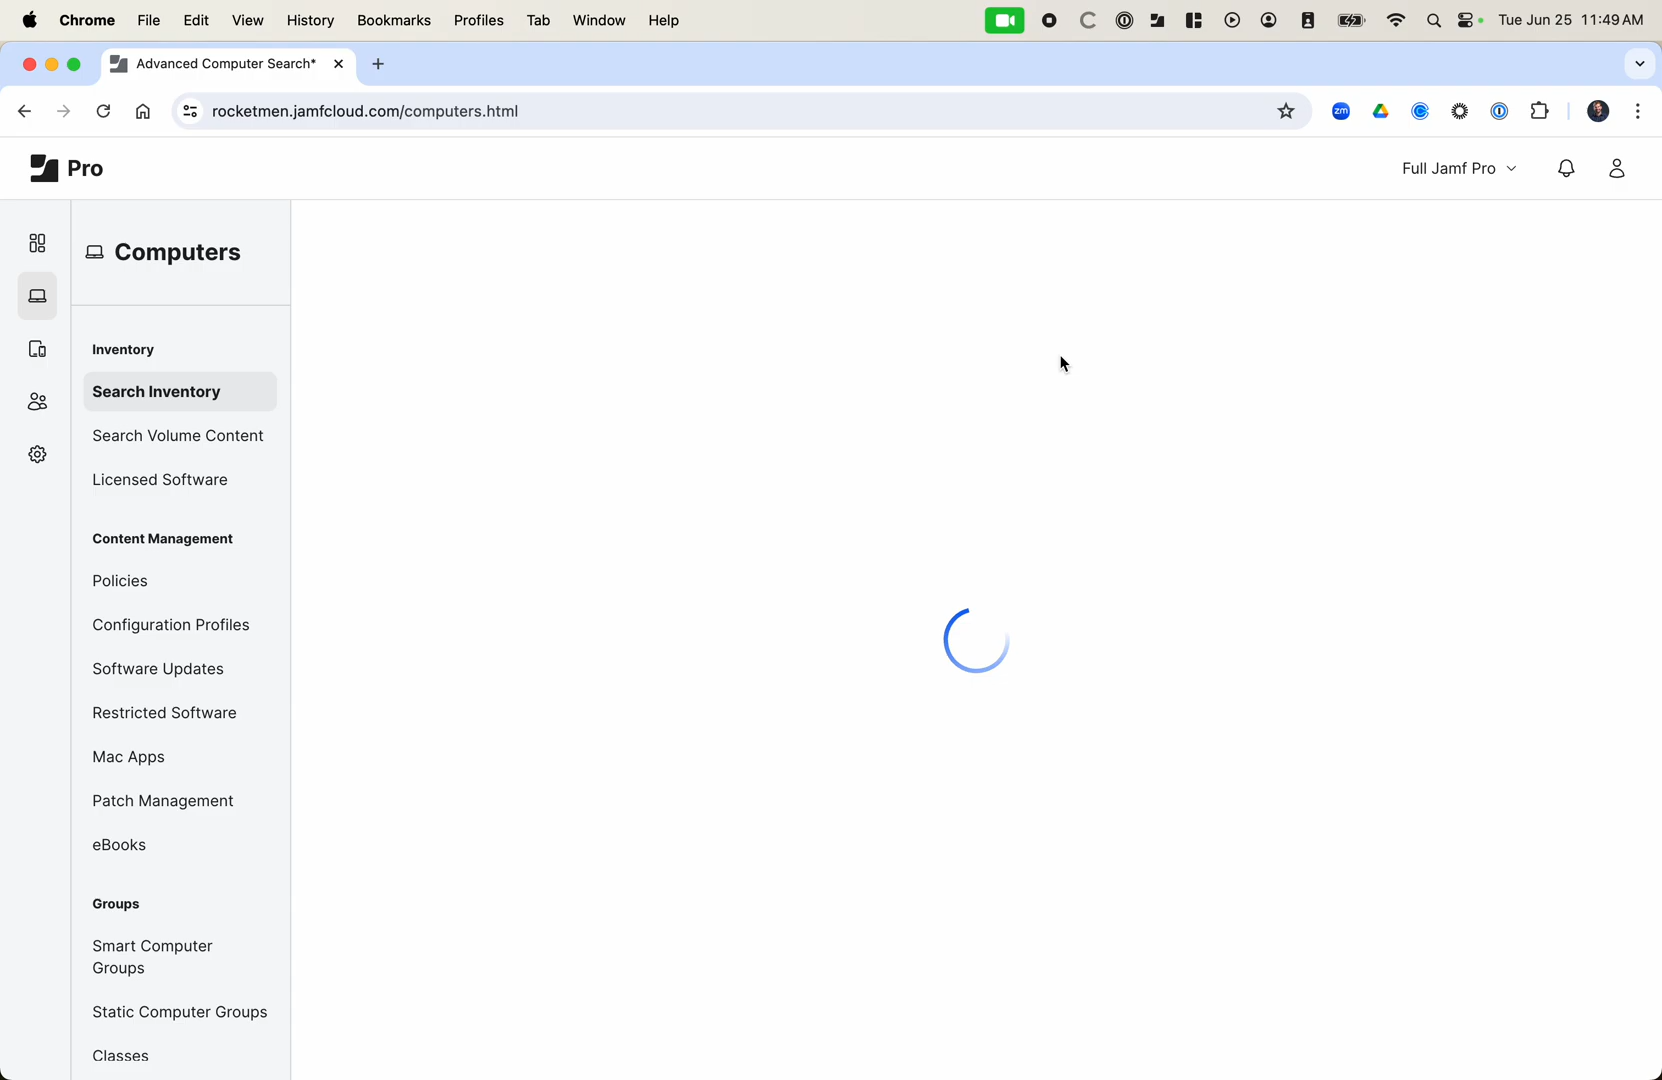 Chrome File Edit View History Bookmarks Profiles Tab Window Help Tue Jun 25 11:49 AM
Advanced Computer Search*
rocketmen.jamfcloud.com/computers.html zm
Pro Full Jamf Pro
Computers
Inventory
Search Inventory
Search Volume Content
Licensed Software
Content Management
Policies
Configuration Profiles
Software Updates
Restricted Software
Mac Apps
Patch Management
eBooks
Groups
Smart Computer
Groups
Static Computer Groups
Classes